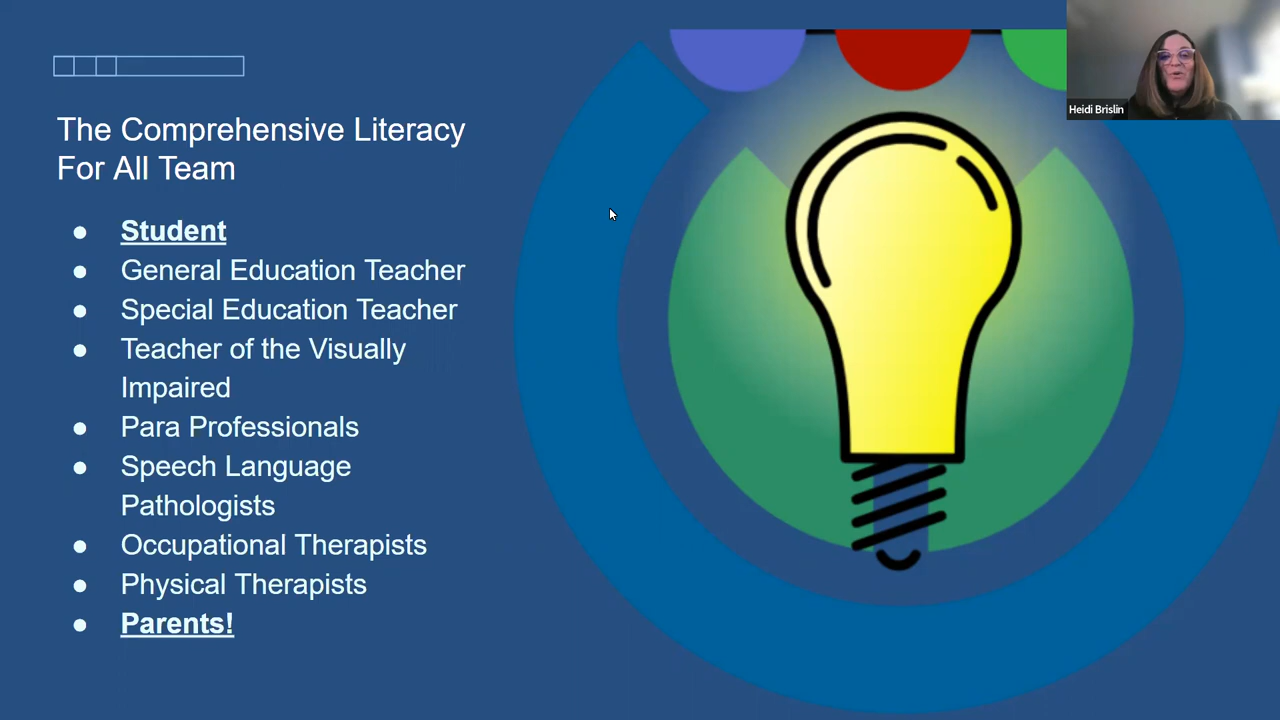 The Comprehensive Literacy
For All Team
● Student
● General Education Teacher
● Special Education Teacher
● Teacher of the Visually
Impaired
● Para Professionals
● Speech Language
Pathologists
● Occupational Therapists
● Physical Therapists
● Parents!
Heidi Brislin